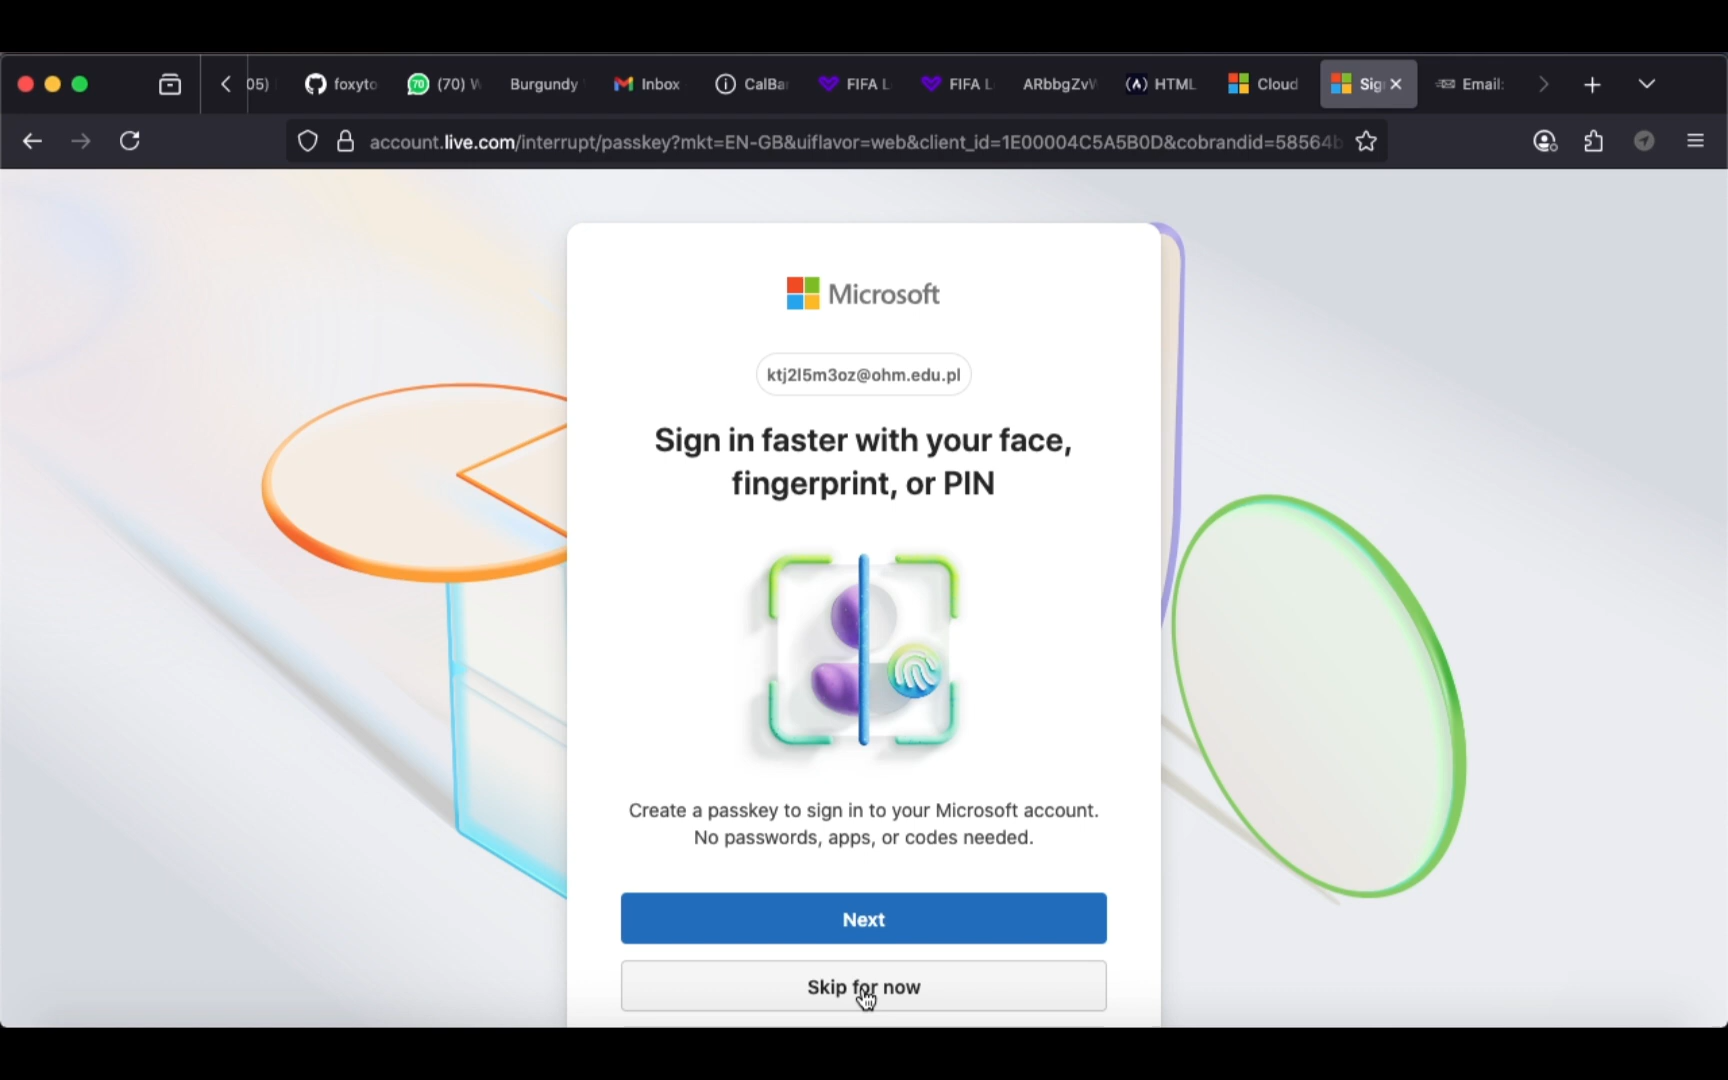 05)
foxyto
70
(70) W
Burgundy
Inbox
CalBa
FIFA L
FIFA L
ARbbgZvW
(A) HTML
Cloud
Sig
Email:
account.live.com/interrupt/passkey?mkt=EN-GB&uiflavor=web&client_id=1E00004C5A5B0D&cobrandid=58564b
Microsoft
ktj2l5m3oz@ohm.edu.pl
Sign in faster with your face,
fingerprint, or PIN
Create a passkey to sign in to your Microsoft account.
No passwords, apps, or codes needed.
Next
Skip for now